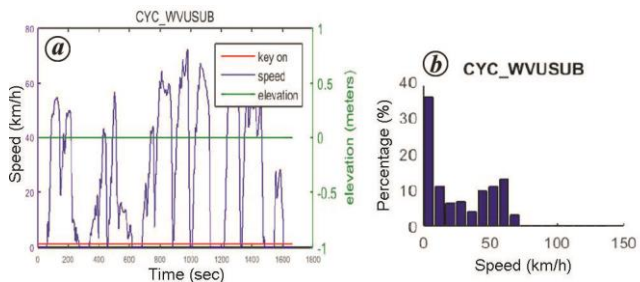 CYC_WVUSUB
a
80
60
40
20
0
Speed (km/h)
key on
speed
elevation
1
0.5
0
-0.5
-1
elevation (meters)
0 200 400 600 800 1000 1200 1400 1600 1800
Time (sec)
b CYC_WVUSUB
40
30
20
10
0
Percentage (%)
0 50 100 150
Speed (km/h)